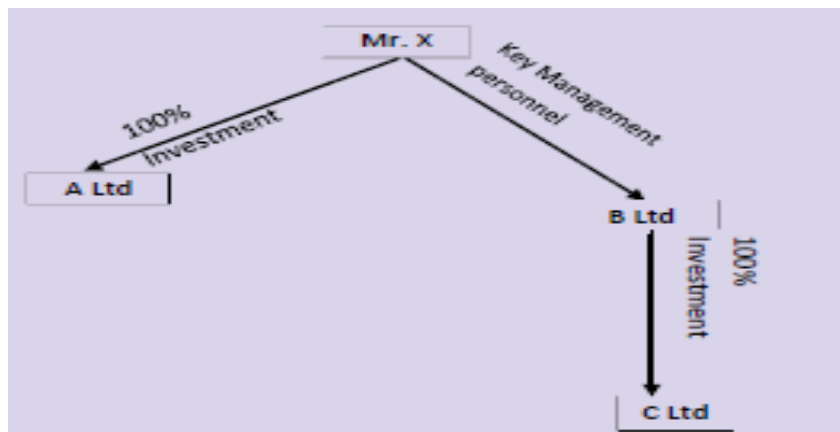 Mr. X
100%
Investment
Key Management
personnel
A Ltd
B Ltd
100%
Investment
C Ltd